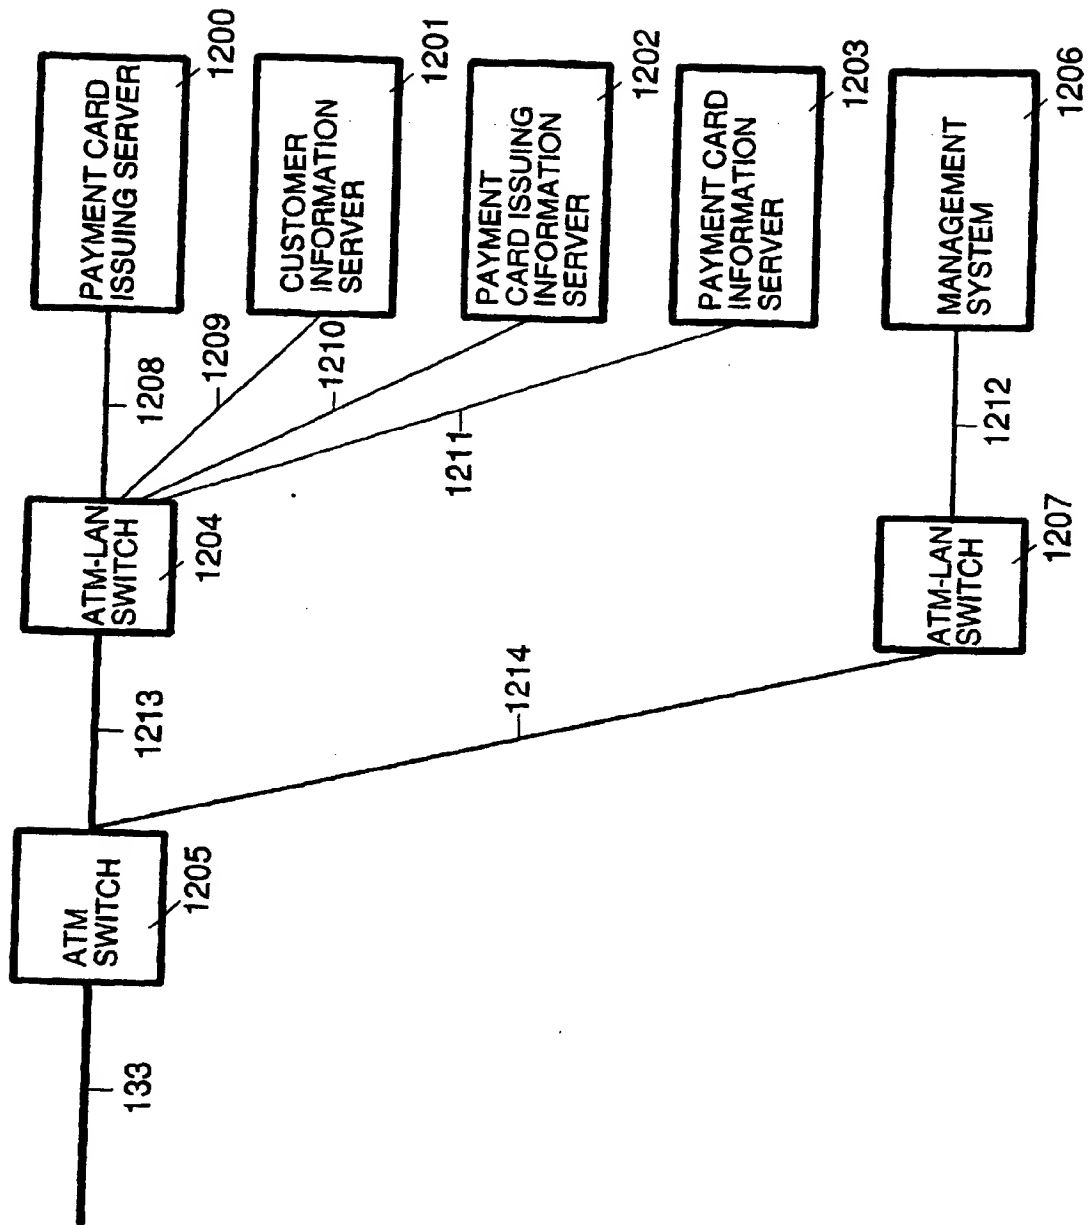 PAYMENT CARD
ISSUING SERVER
1200
CUSTOMER
INFORMATION
SERVER
1201
PAYMENT
CARD ISSUING
INFORMATION
SERVER
1202
PAYMENT CARD
INFORMATION
SERVER
1203
MANAGEMENT
SYSTEM
1206
1208
1209
1210
1211
1212
ATM-LAN
SWITCH
1204
ATM-LAN
SWITCH
1207
1213
1214
ATM
SWITCH
1205
133